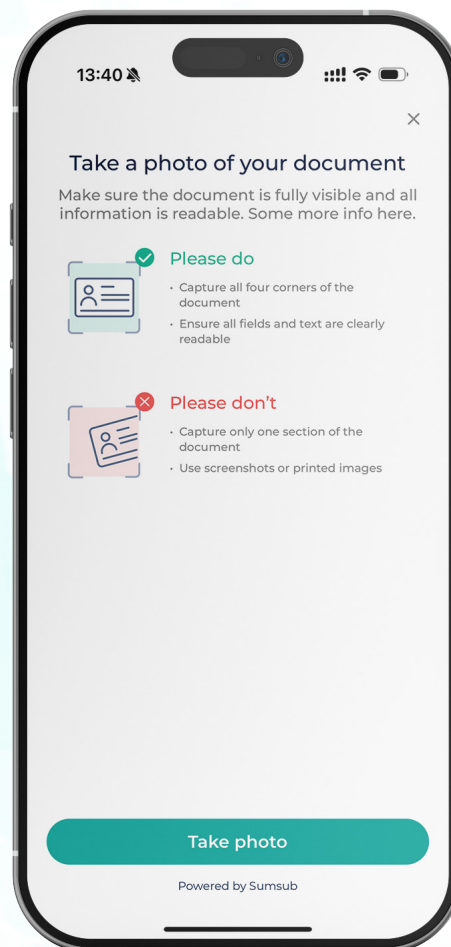 13:40
Take a photo of your document
Make sure the document is fully visible and all
information is readable. Some more info here.
Please do
• Capture all four corners of the
document
• Ensure all fields and text are clearly
readable
Please don't
• Capture only one section of the
document
• Use screenshots or printed images
Take photo
Powered by Sumsub